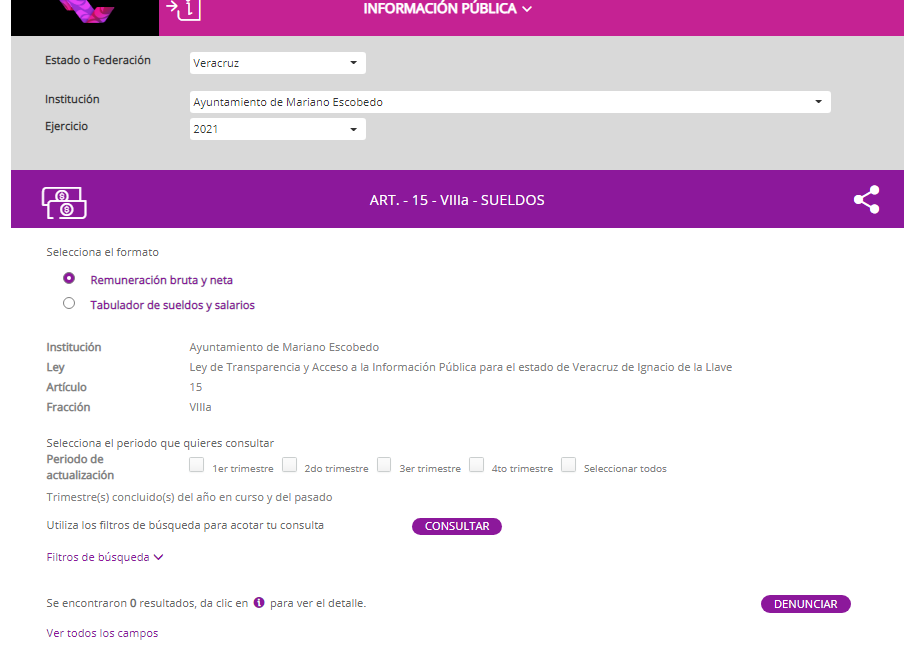 INFORMACIÓN PÚBLICA
Estado o Federación Veracruz
Institución Ayuntamiento de Mariano Escobedo
Ejercicio 2021
ART. - 15 - VIIIa - SUELDOS
Selecciona el formato
Remuneración bruta y neta
Tabulador de sueldos y salarios
Institución Ayuntamiento de Mariano Escobedo
Ley Ley de Transparencia y Acceso a la Información Pública para el estado de Veracruz de Ignacio de la Llave
Artículo 15
Fracción VIIIa
Selecciona el periodo que quieres consultar
Periodo de actualización 1er trimestre 2do trimestre 3er trimestre 4to trimestre Seleccionar todos
Trimestre(s) concluido(s) del año en curso y del pasado
Utiliza los filtros de búsqueda para acotar tu consulta CONSULTAR
Filtros de búsqueda
Se encontraron 0 resultados, da clic en i para ver el detalle. DENUNCIAR
Ver todos los campos